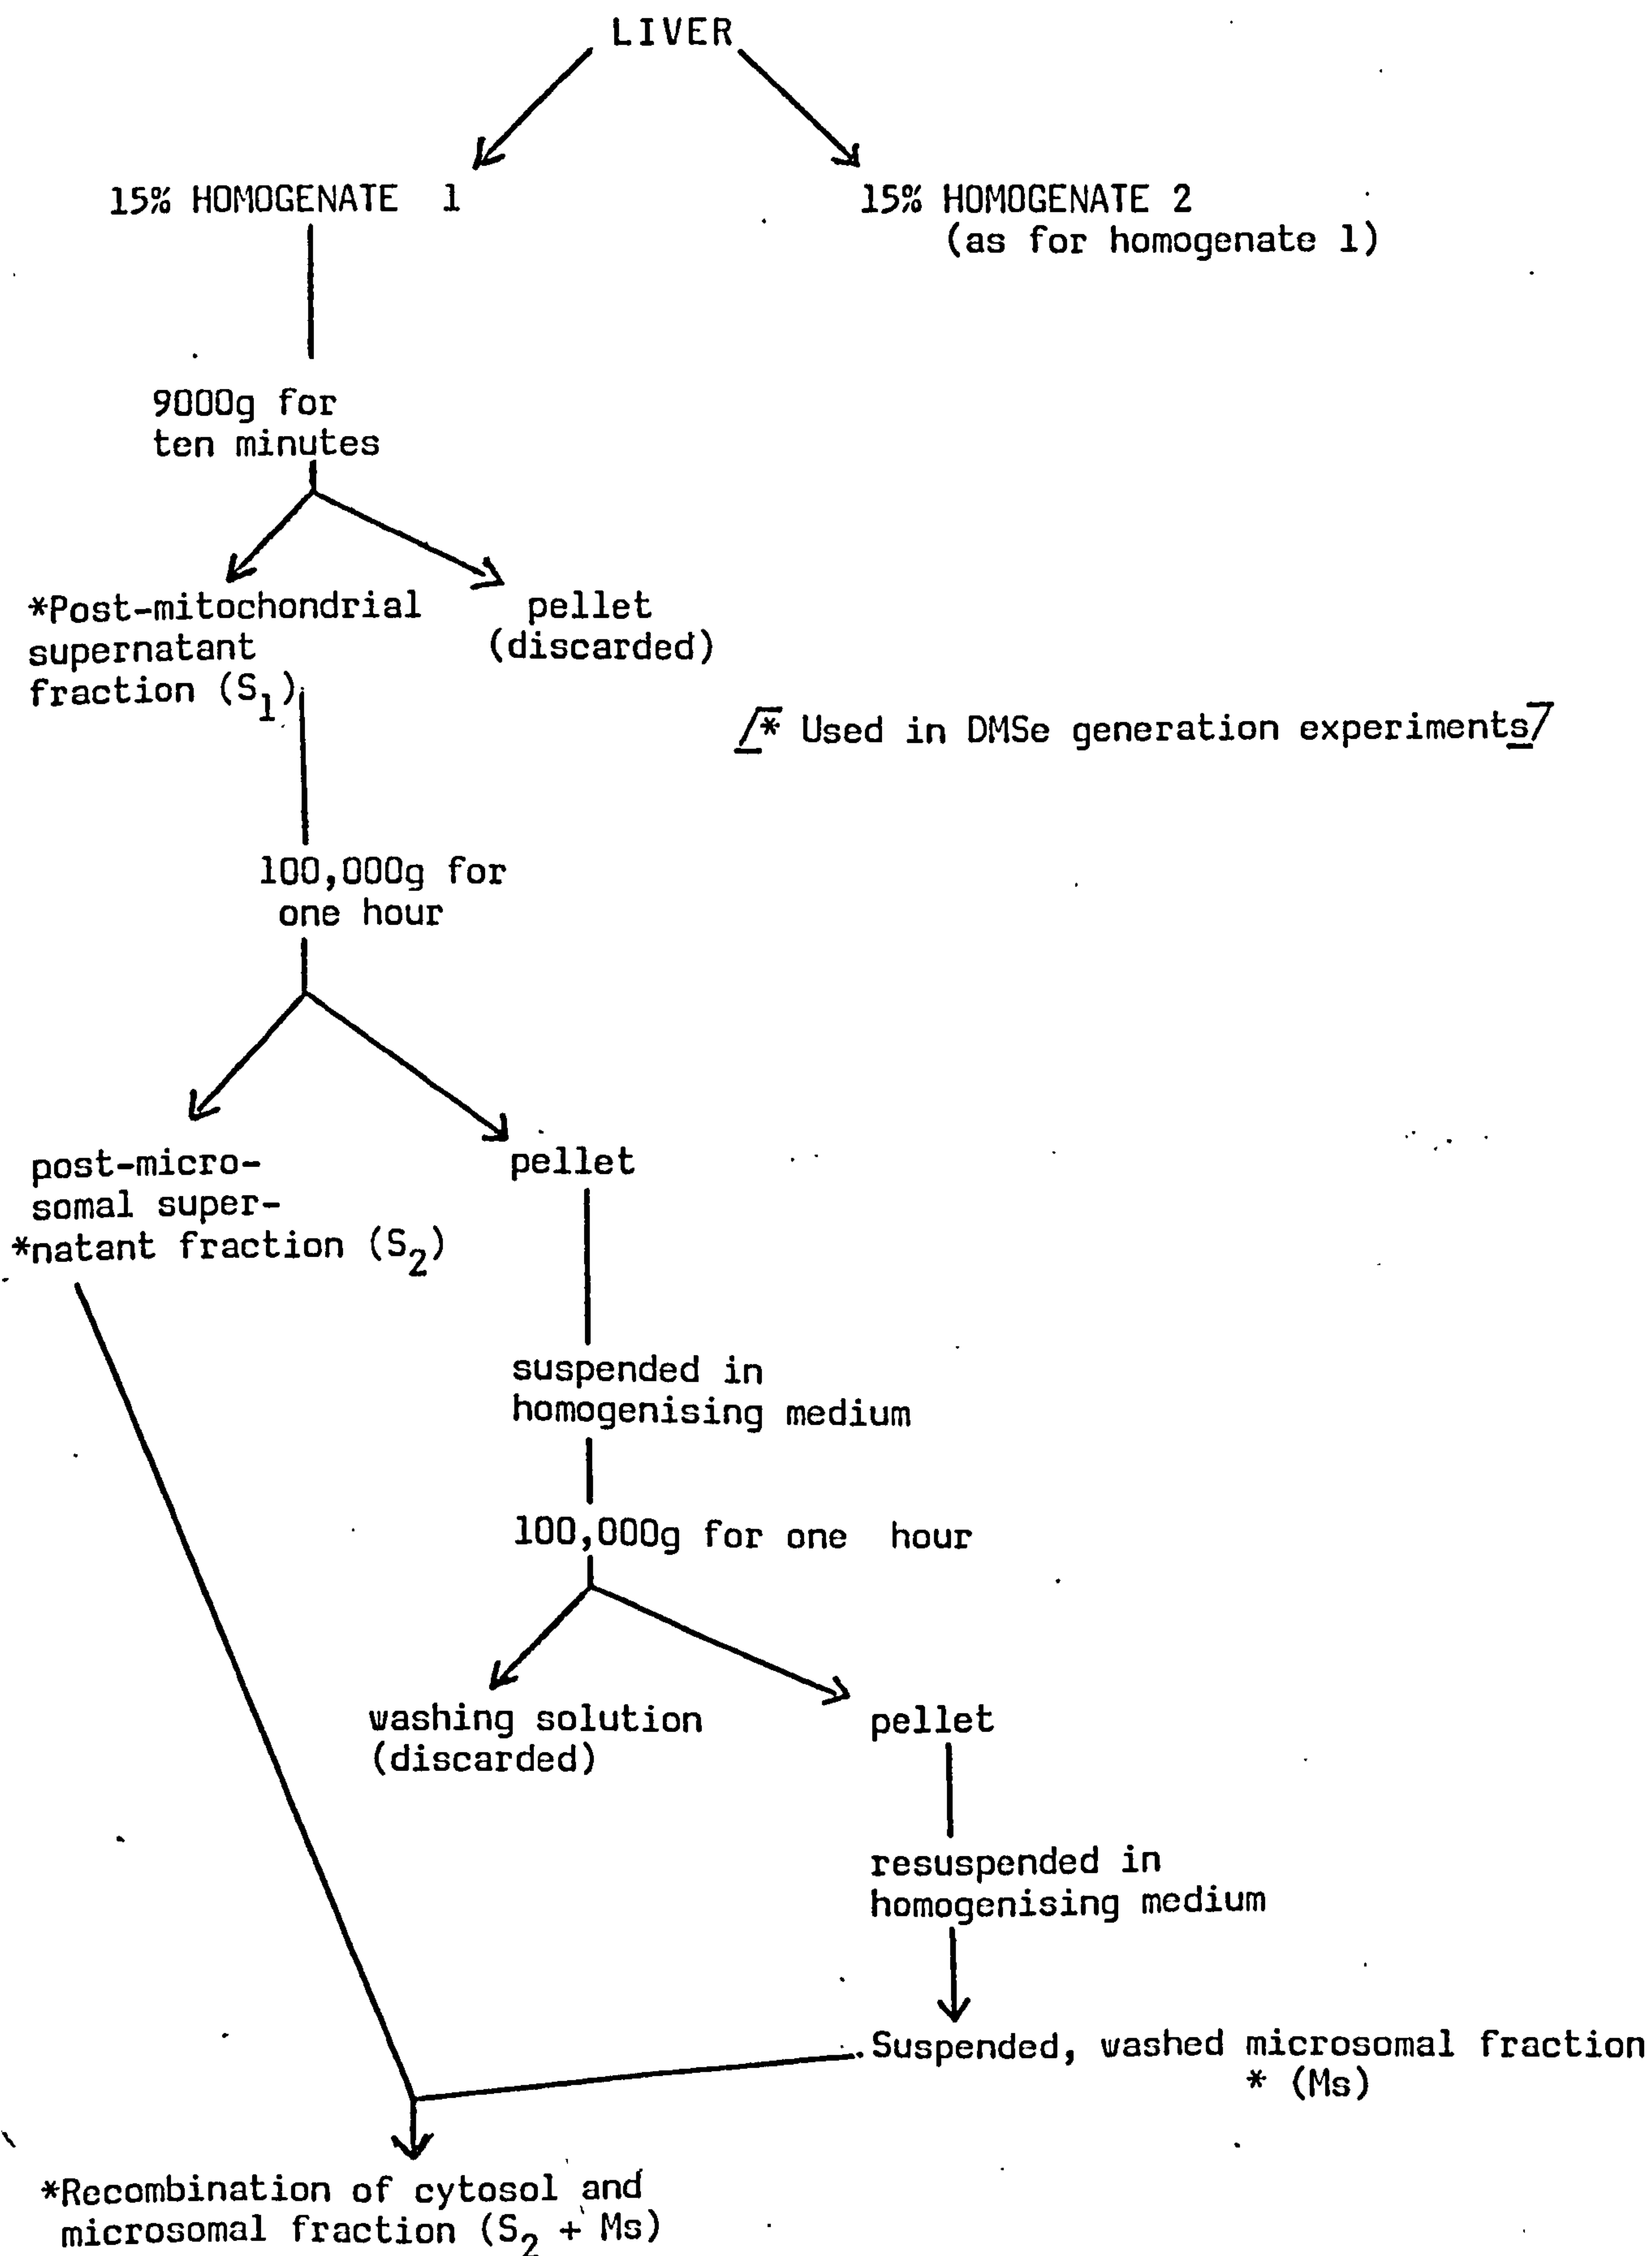 LIVER
15% HOMOGENATE 1
15% HOMOGENATE 2
(as for homogenate 1)
9000g for
ten minutes
*Post-mitochondrial
supernatant
fraction (S1)
pellet
(discarded)
[* Used in DMSe generation experiments]
100,000g for
one hour
post-micro-
somal super-
*natant fraction (S2)
pellet
suspended in
homogenising medium
100,000g for one hour
washing solution
(discarded)
pellet
resuspended in
homogenising medium
Suspended, washed microsomal fraction
* (Ms)
*Recombination of cytosol and
microsomal fraction (S2 + Ms)